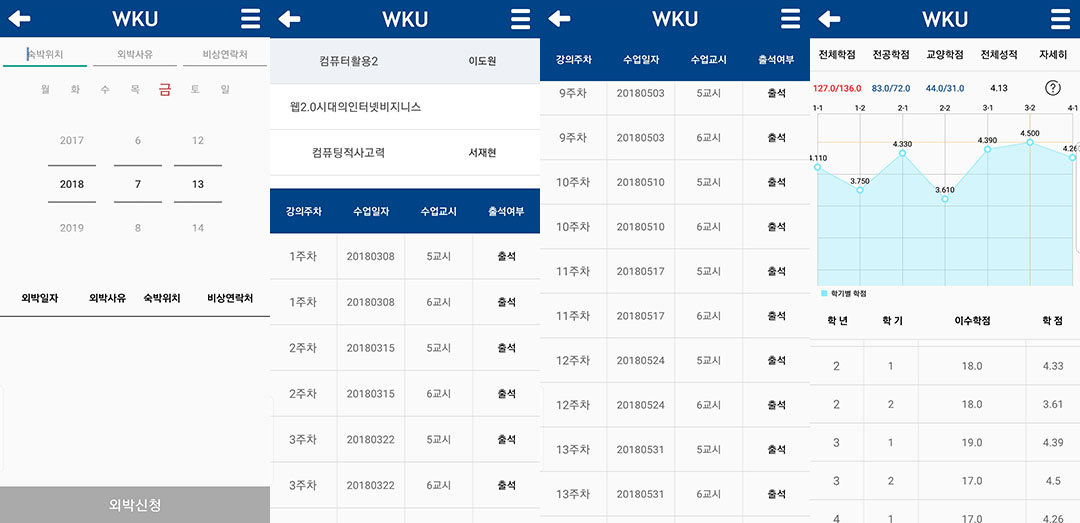 WKU
숙박위치 외박사유 비상연락처
월 화 수 목 금 토 일
2017 6 12
2018 7 13
2019 8 14
외박일자 외박사유 숙박위치 비상연락처
외박신청
WKU
컴퓨터활용2 이도원
웹2.0시대의인터넷비지니스
컴퓨팅적사고력 서재현
강의주차 수업일자 수업교시 출석여부
1주차 20180308 5교시 출석
1주차 20180308 6교시 출석
2주차 20180315 5교시 출석
2주차 20180315 6교시 출석
3주차 20180322 5교시 출석
3주차 20180322 6교시 출석
WKU
강의주차 수업일자 수업교시 출석여부
9주차 20180503 5교시 출석
9주차 20180503 6교시 출석
10주차 20180510 5교시 출석
10주차 20180510 6교시 출석
11주차 20180517 5교시 출석
11주차 20180517 6교시 출석
12주차 20180524 5교시 출석
12주차 20180524 6교시 출석
13주차 20180531 5교시 출석
13주차 20180531 6교시 출석
WKU
전체학점 전공학점 교양학점 전체성적 자세히
127.0/136.0 83.0/72.0 44.0/31.0 4.13 ?
1-1 1-2 2-1 2-2 3-1 3-2 4-1
4.110 3.750 4.330 3.610 4.390 4.500 4.26
학기별 학점
학 년 학 기 이수학점 학 점
2 1 18.0 4.33
2 2 18.0 3.61
3 1 19.0 4.39
3 2 17.0 4.5
4 1 17.0 4.26